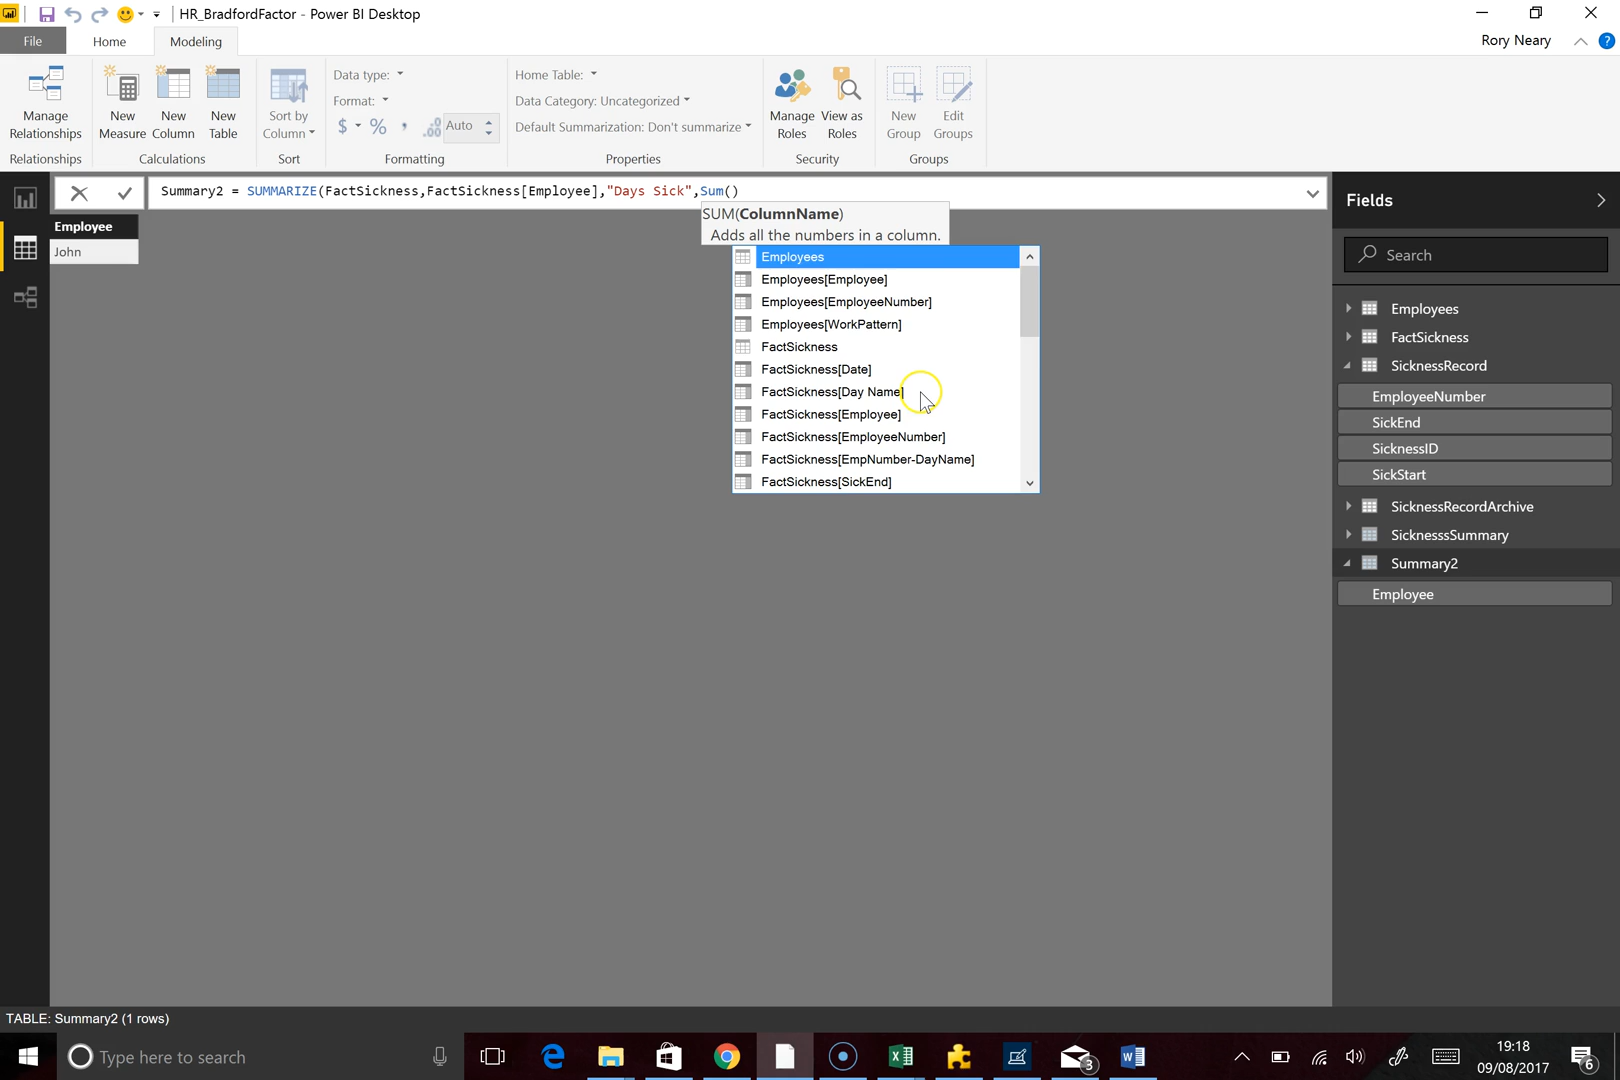 HR_BradfordFactor - Power BI Desktop
File
Home
Modeling
Rory Neary
Manage Relationships
New Measure
New Column
New Table
Sort by Column
Data type:
Format:
$ % , .00 Auto
Home Table:
Data Category: Uncategorized
Default Summarization: Don't summarize
Manage Roles
View as Roles
New Group
Edit Groups
Relationships
Calculations
Sort
Formatting
Properties
Security
Groups
Summary2 = SUMMARIZE(FactSickness,FactSickness[Employee],"Days Sick",Sum()
SUM(ColumnName)
Adds all the numbers in a column.
Employee
John
Employees
Employees[Employee]
Employees[EmployeeNumber]
Employees[WorkPattern]
FactSickness
FactSickness[Date]
FactSickness[Day Name]
FactSickness[Employee]
FactSickness[EmployeeNumber]
FactSickness[EmpNumber-DayName]
FactSickness[SickEnd]
Fields
Search
Employees
FactSickness
SicknessRecord
EmployeeNumber
SickEnd
SicknessID
SickStart
SicknessRecordArchive
SicknesssSummary
Summary2
Employee
TABLE: Summary2 (1 rows)
Type here to search
3
19:18
09/08/2017
6